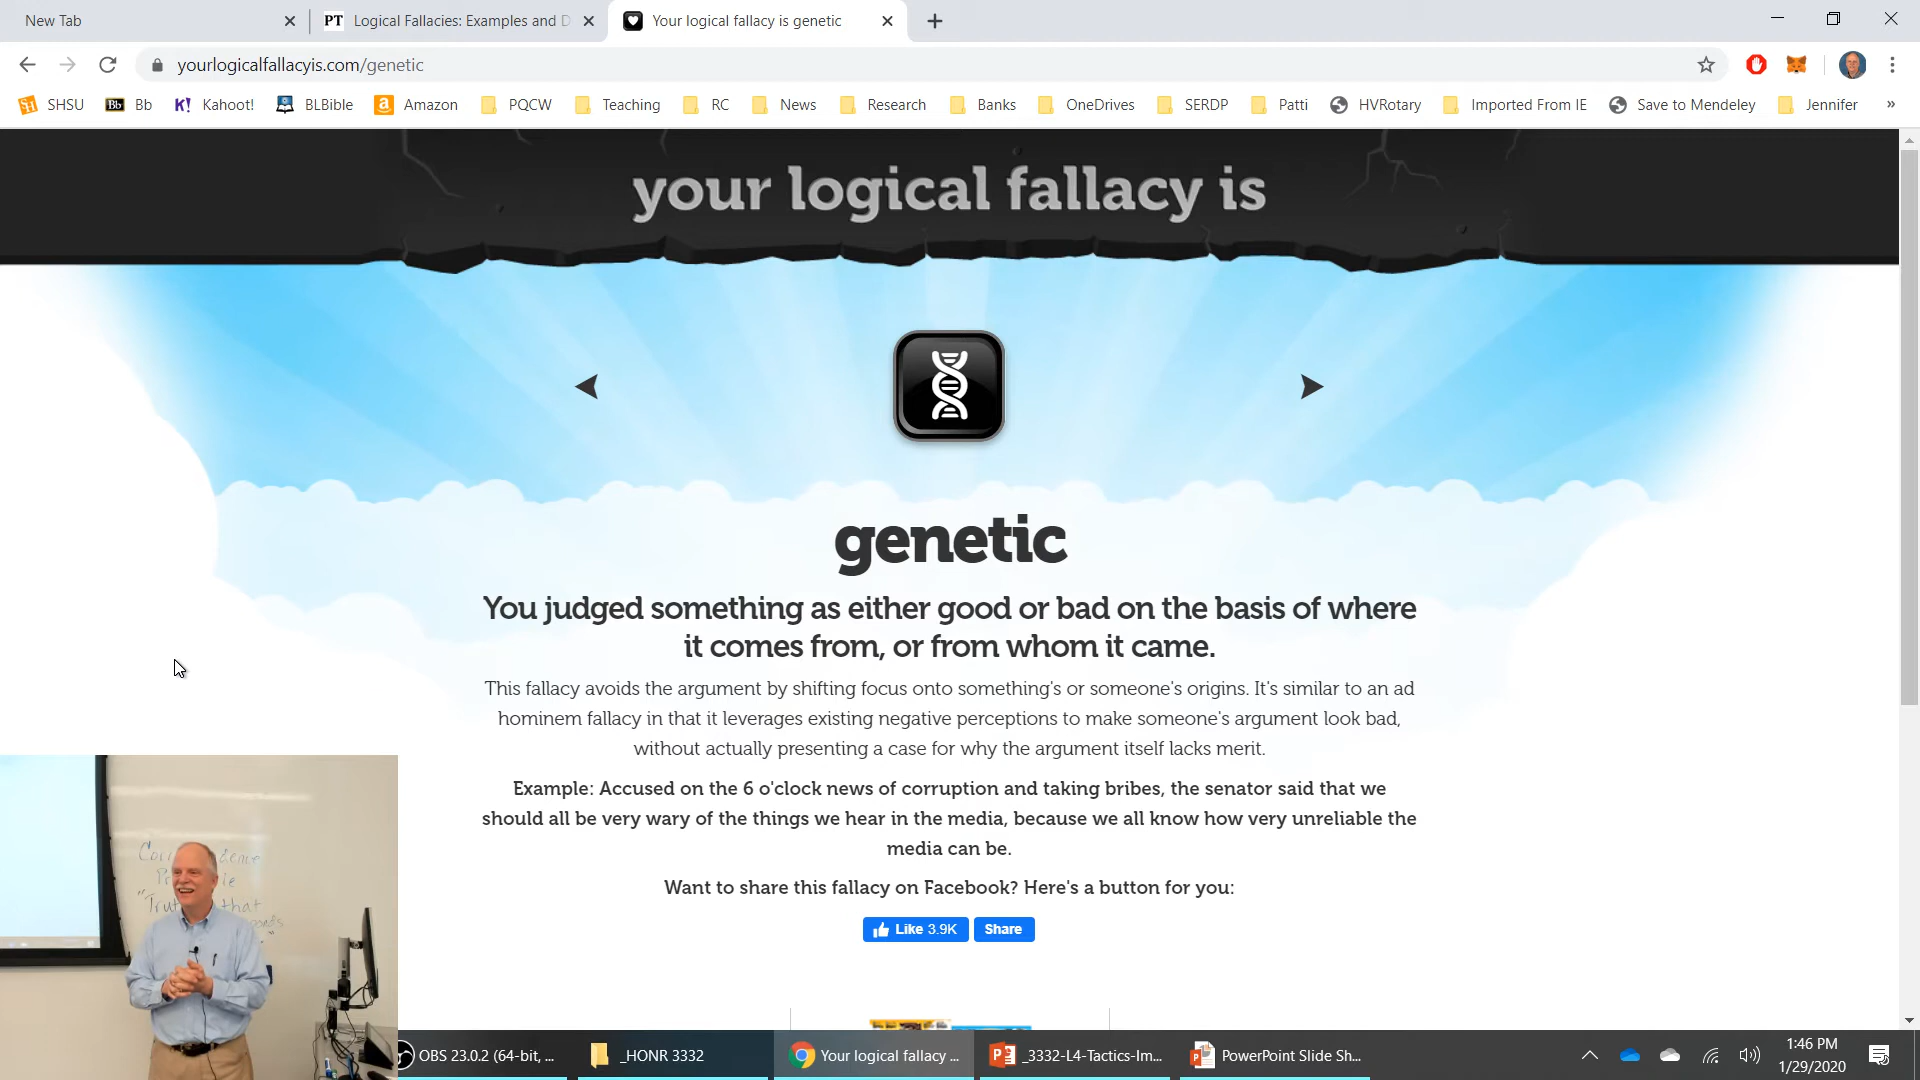 New Tab
PT Logical Fallacies: Examples and D
Your logical fallacy is genetic
yourlogicalfallacyis.com/genetic
SHSU Bb Bb K! Kahoot! BLBible a Amazon PQCW Teaching RC News Research Banks OneDrives SERDP Patti HVRotary Imported From IE Save to Mendeley Jennifer »
your logical fallacy is
genetic
You judged something as either good or bad on the basis of where
it comes from, or from whom it came.
This fallacy avoids the argument by shifting focus onto something's or someone's origins. It's similar to an ad
hominem fallacy in that it leverages existing negative perceptions to make someone's argument look bad,
without actually presenting a case for why the argument itself lacks merit.
Example: Accused on the 6 o'clock news of corruption and taking bribes, the senator said that we
should all be very wary of the things we hear in the media, because we all know how very unreliable the
media can be.
Want to share this fallacy on Facebook? Here's a button for you:
Like 3.9K Share
that
OBS 23.0.2 (64-bit, ...
_HONR 3332
Your logical fallacy ...
_3332-L4-Tactics-Im...
PowerPoint Slide Sh...
1:46 PM
1/29/2020